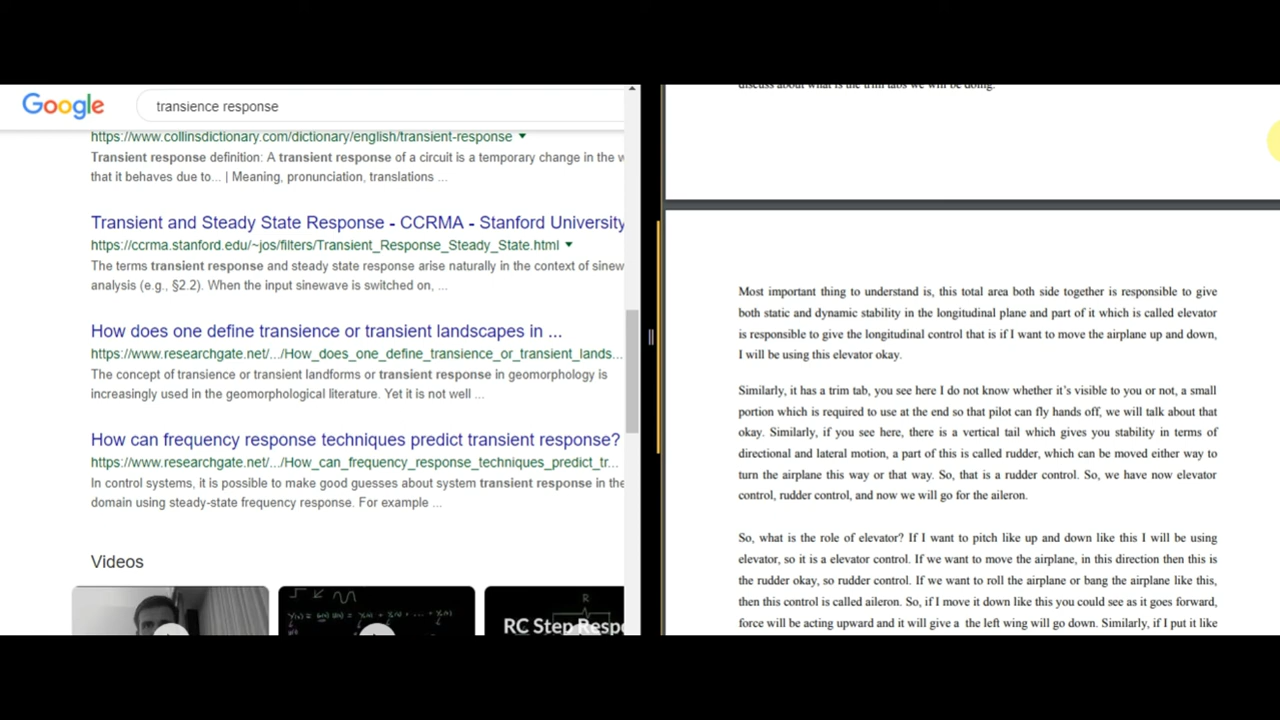 Google
transience response
https://www.collinsdictionary.com/dictionary/english/transient-response
Transient response definition: A transient response of a circuit is a temporary change in the w
that it behaves due to... | Meaning, pronunciation, translations ...
Transient and Steady State Response - CCRMA - Stanford University
https://ccrma.stanford.edu/~jos/filters/Transient_Response_Steady_State.html
The terms transient response and steady state response arise naturally in the context of sinew
analysis (e.g., §2.2). When the input sinewave is switched on, ...
How does one define transience or transient landscapes in ...
https://www.researchgate.net/.../How_does_one_define_transience_or_transient_lands...
The concept of transience or transient landforms or transient response in geomorphology is
increasingly used in the geomorphological literature. Yet it is not well ...
How can frequency response techniques predict transient response?
https://www.researchgate.net/.../How_can_frequency_response_techniques_predict_tr...
In control systems, it is possible to make good guesses about system transient response in the
domain using steady-state frequency response. For example ...
Videos
R
RC Step Resp
discuss about what is the trim tabs we will be doing.
Most important thing to understand is, this total area both side together is responsible to give
both static and dynamic stability in the longitudinal plane and part of it which is called elevator
is responsible to give the longitudinal control that is if I want to move the airplane up and down,
I will be using this elevator okay.
Similarly, it has a trim tab, you see here I do not know whether it's visible to you or not, a small
portion which is required to use at the end so that pilot can fly hands off, we will talk about that
okay. Similarly, if you see here, there is a vertical tail which gives you stability in terms of
directional and lateral motion, a part of this is called rudder, which can be moved either way to
turn the airplane this way or that way. So, that is a rudder control. So, we have now elevator
control, rudder control, and now we will go for the aileron.
So, what is the role of elevator? If I want to pitch like up and down like this I will be using
elevator, so it is a elevator control. If we want to move the airplane, in this direction then this is
the rudder okay, so rudder control. If we want to roll the airplane or bang the airplane like this,
then this control is called aileron. So, if I move it down like this you could see as it goes forward,
force will be acting upward and it will give a the left wing will go down. Similarly, if I put it like